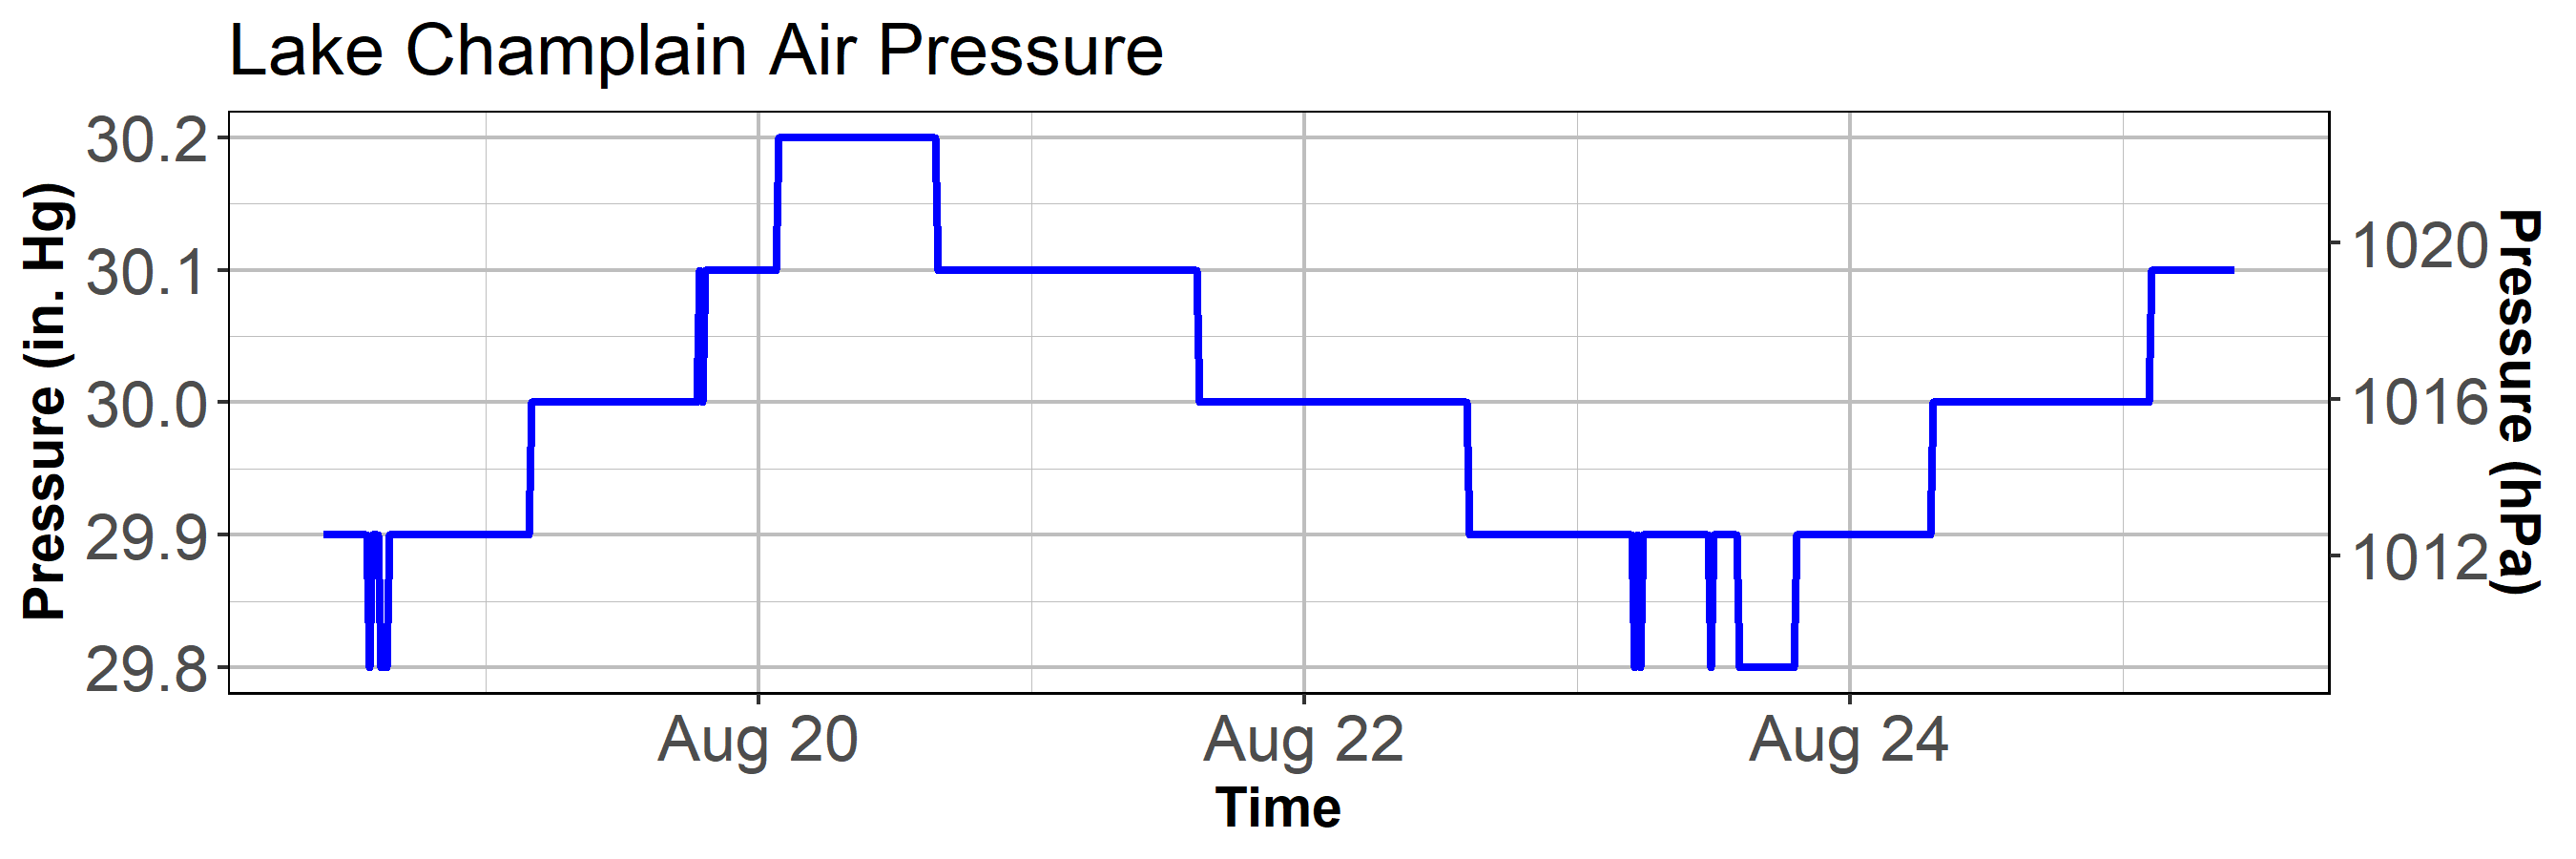 Lake Champlain Air Pressure
Pressure (in. Hg)
30.2
30.1
30.0
29.9
29.8
1020
1016
1012
Pressure (hPa)
Aug 20 Aug 22 Aug 24
Time